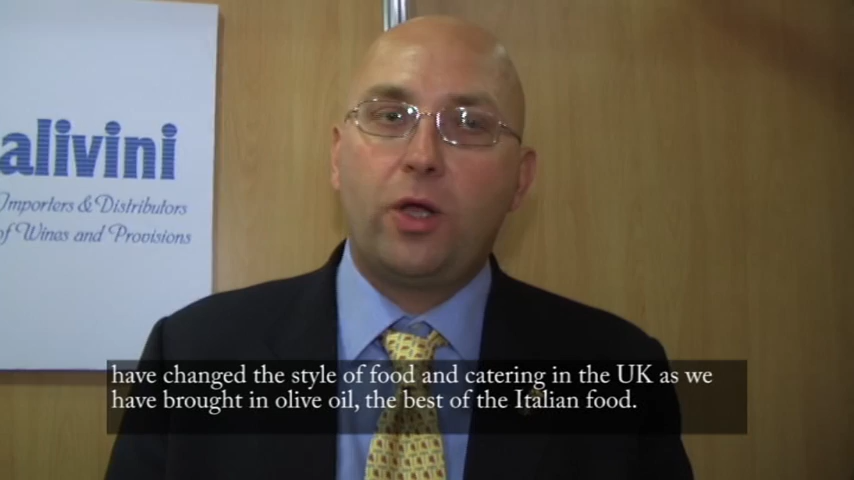 alivini
Importers & Distributors
of Wines and Provisions
have changed the style of food and catering in the UK as we
have brought in olive oil, the best of the Italian food.